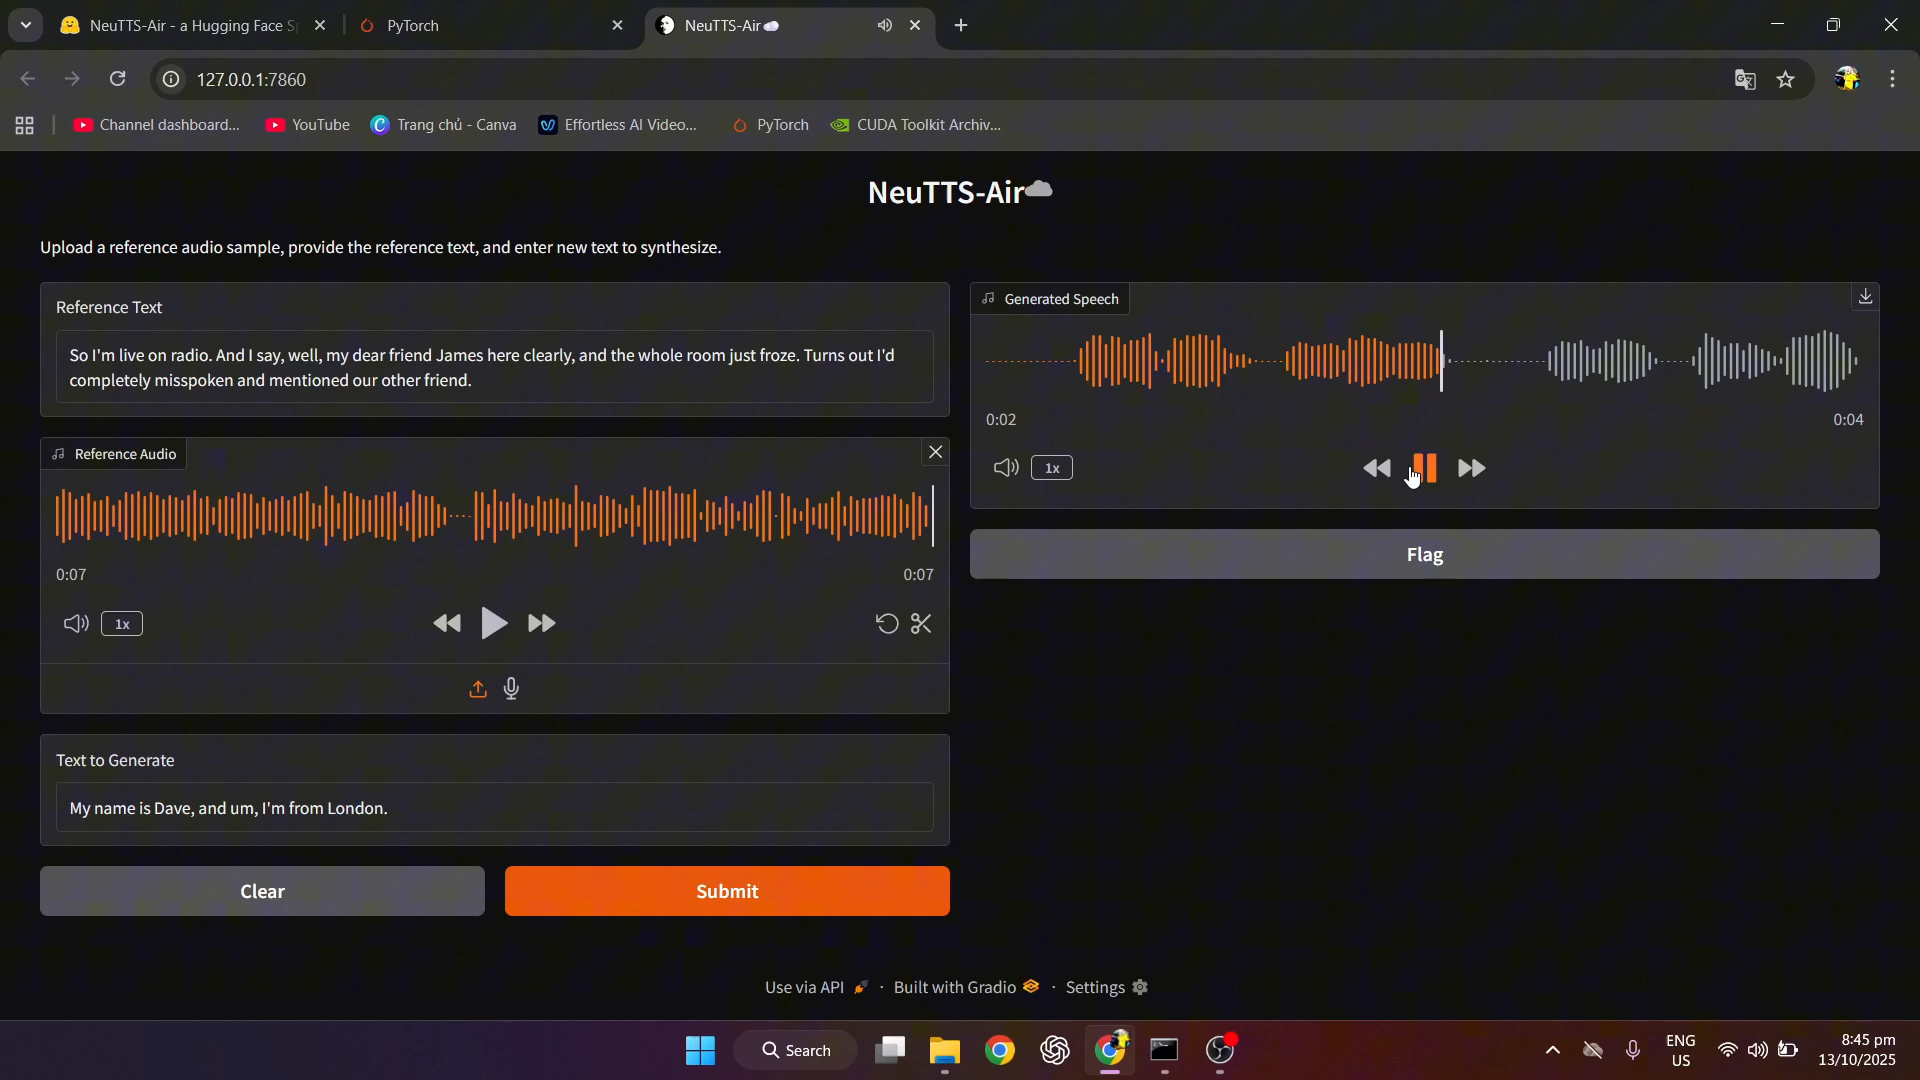 NeuTTS-Air - a Hugging Face S
PyTorch
NeuTTS-Air
127.0.0.1:7860
Channel dashboard...
YouTube
Trang chủ - Canva
Effortless AI Video...
PyTorch
CUDA Toolkit Archiv...
NeuTTS-Air
Upload a reference audio sample, provide the reference text, and enter new text to synthesize.
Reference Text
So I'm live on radio. And I say, well, my dear friend James here clearly, and the whole room just froze. Turns out I'd
completely misspoken and mentioned our other friend.
Reference Audio
0:07
0:07
1x
Text to Generate
My name is Dave, and um, I'm from London.
Clear
Submit
Generated Speech
0:02
0:04
1x
Flag
Use via API · Built with Gradio · Settings
Search
ENG
US
8:45 pm
13/10/2025